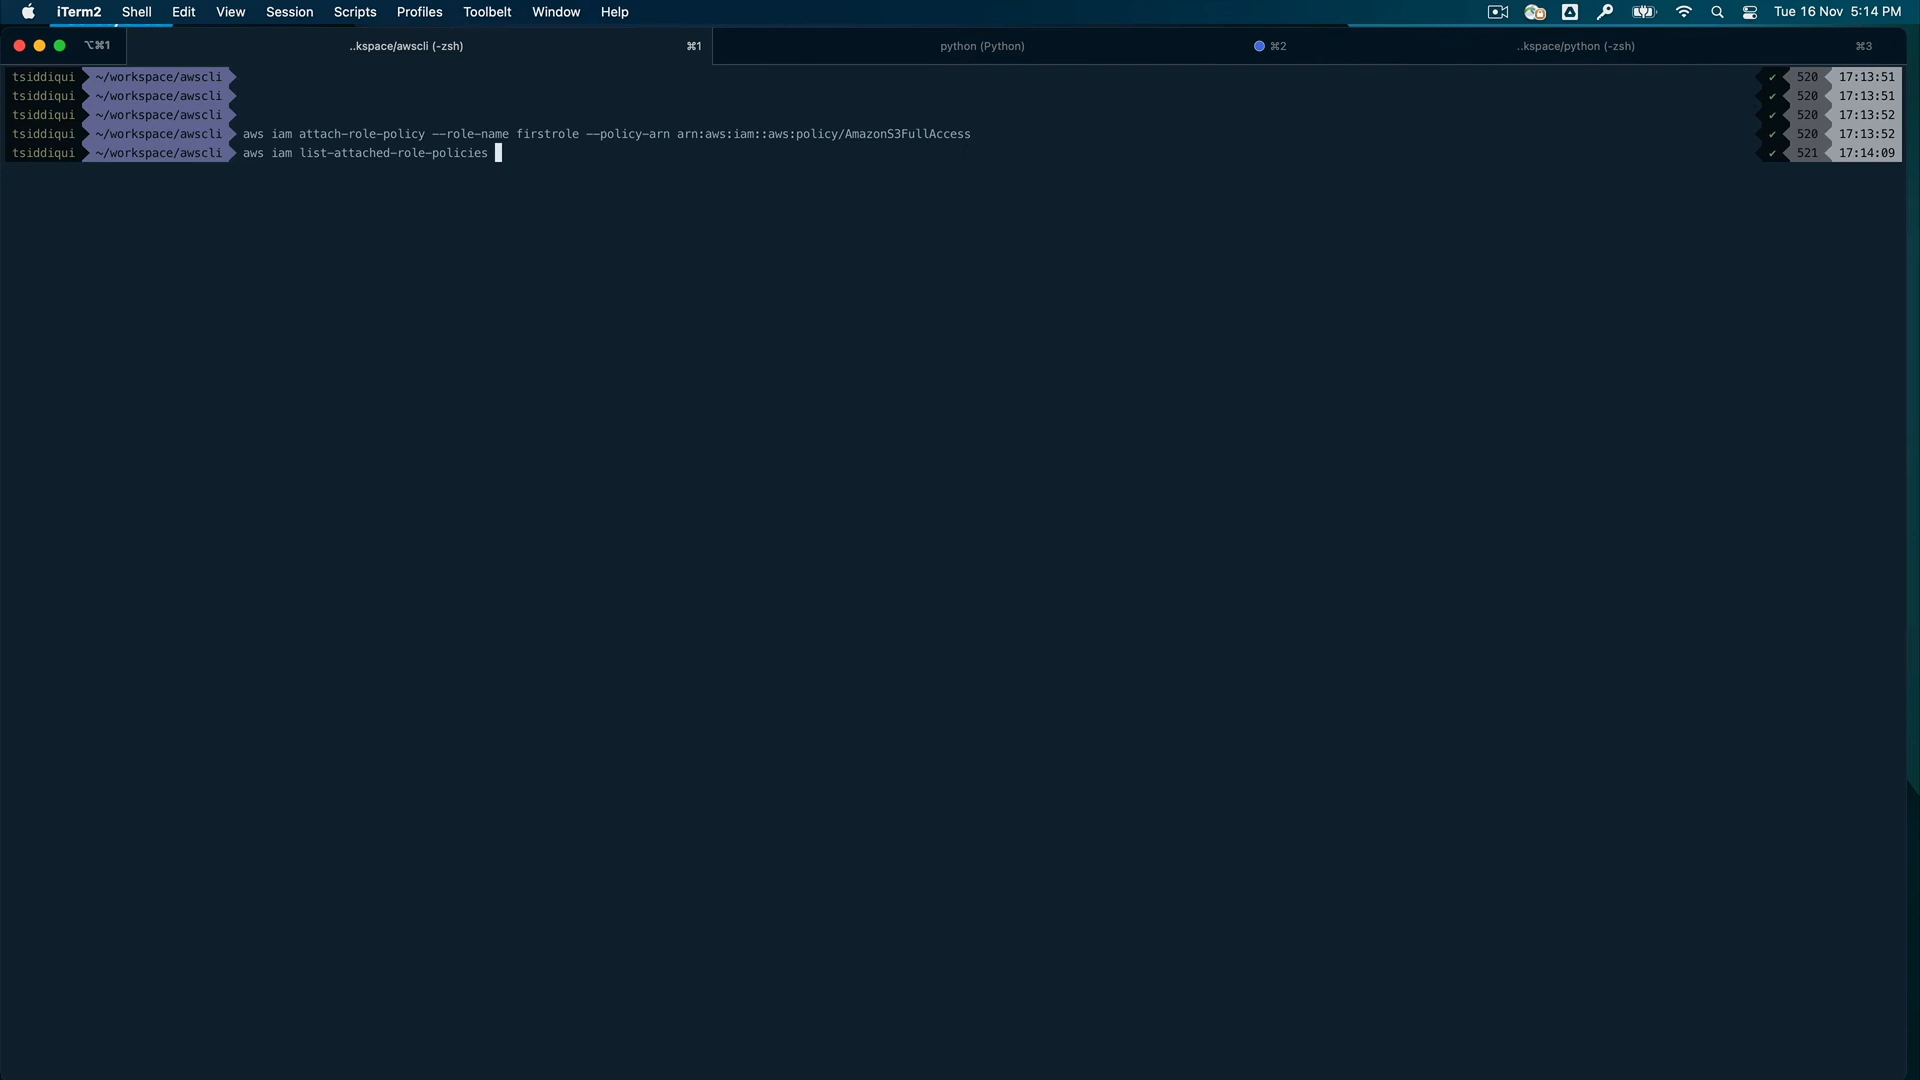 iTerm2 Shell Edit View Session Scripts Profiles Toolbelt Window Help Tue 16 Nov 5:14 PM
⌥⌘1 ..kspace/awscli (-zsh) ⌘1 python (Python) ⌘2 ..kspace/python (-zsh) ⌘3
tsiddiqui ~/workspace/awscli ✔ 520 17:13:51
tsiddiqui ~/workspace/awscli ✔ 520 17:13:51
tsiddiqui ~/workspace/awscli ✔ 520 17:13:52
tsiddiqui ~/workspace/awscli aws iam attach-role-policy --role-name firstrole --policy-arn arn:aws:iam::aws:policy/AmazonS3FullAccess ✔ 520 17:13:52
tsiddiqui ~/workspace/awscli aws iam list-attached-role-policies ✔ 521 17:14:09